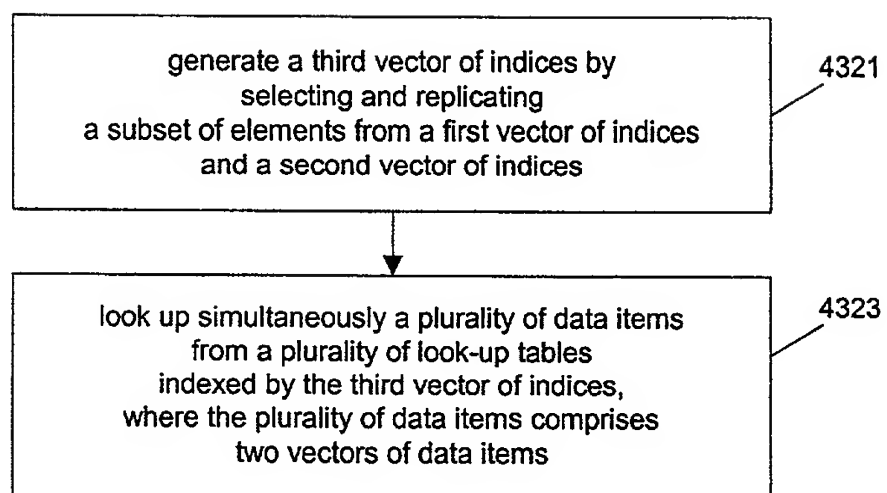 generate a third vector of indices by
selecting and replicating
a subset of elements from a first vector of indices
and a second vector of indices
4321
look up simultaneously a plurality of data items
from a plurality of look-up tables
indexed by the third vector of indices,
where the plurality of data items comprises
two vectors of data items
4323